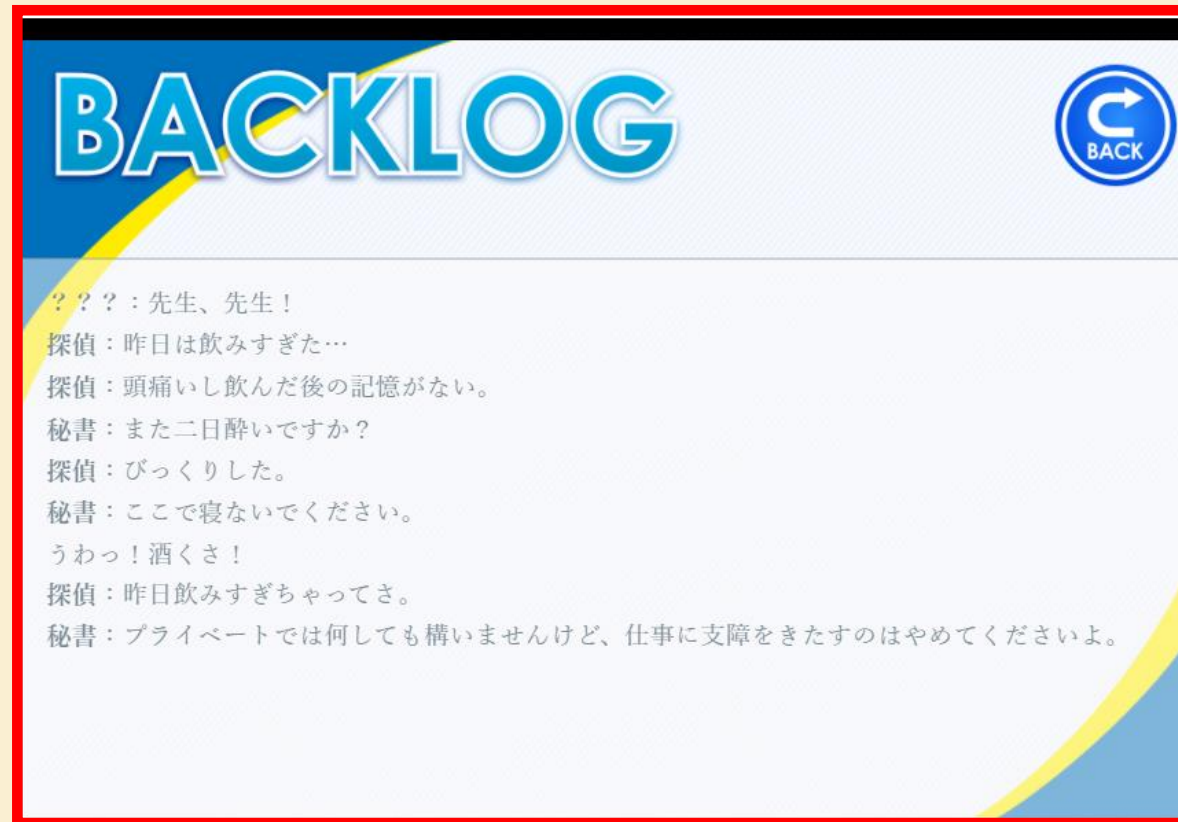 BACKLOG
BACK
？？？：先生、先生！
探偵：昨日は飲みすぎた…
探偵：頭痛いし飲んだ後の記憶がない。
秘書：また二日酔いですか？
探偵：びっくりした。
秘書：ここで寝ないでください。
うわっ！酒くさ！
探偵：昨日飲みすぎちゃってさ。
秘書：プライベートでは何しても構いませんけど、仕事に支障をきたすのはやめてくださいよ。